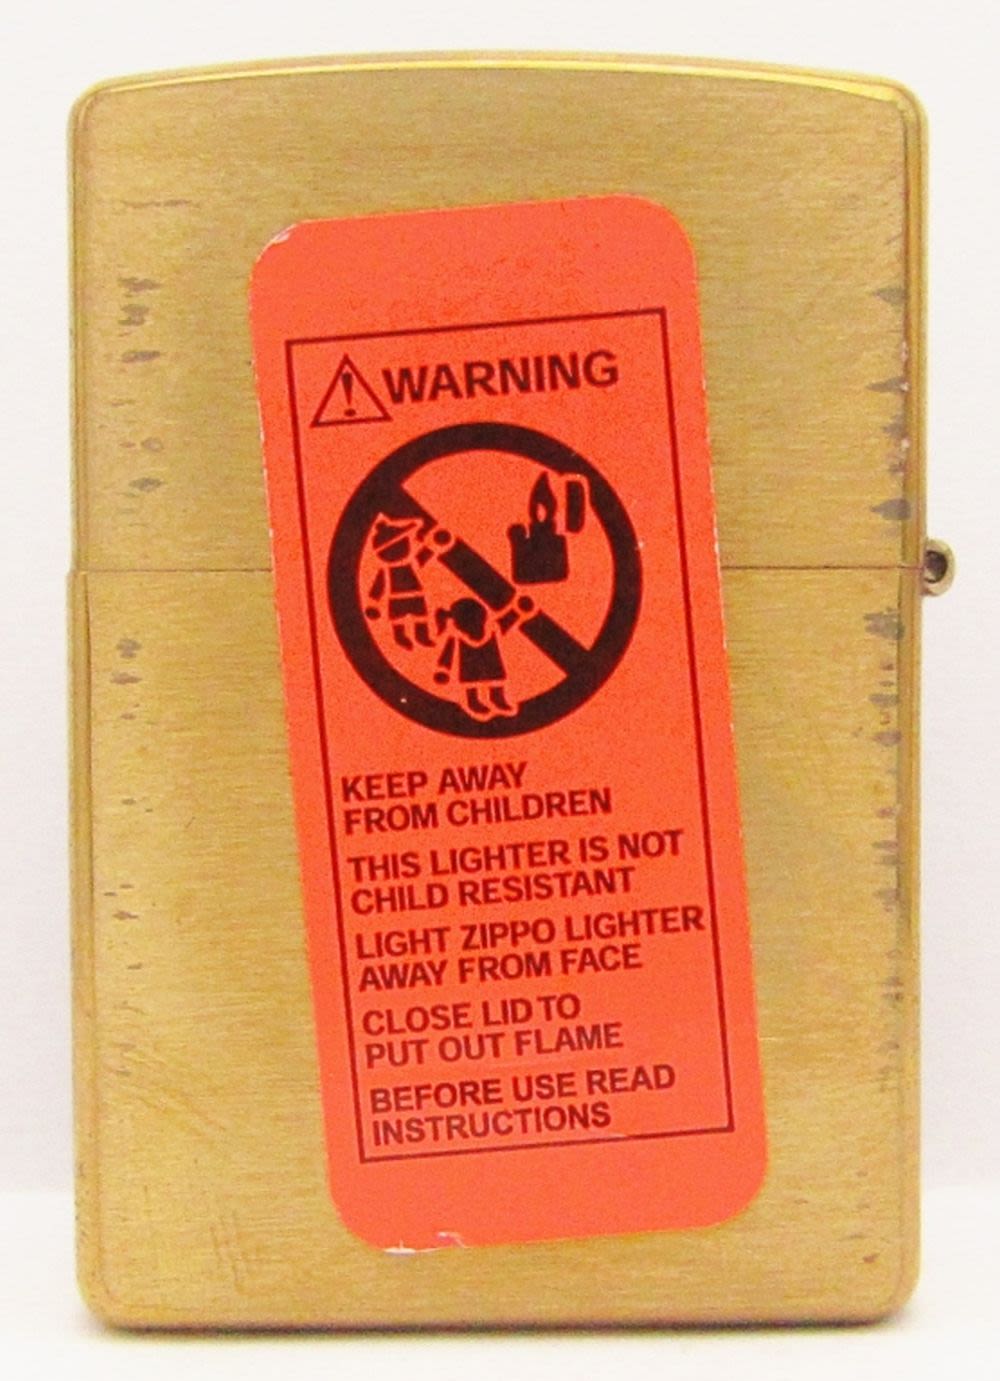 WARNING
KEEP AWAY
FROM CHILDREN
THIS LIGHTER IS NOT
CHILD RESISTANT
LIGHT ZIPPO LIGHTER
AWAY FROM FACE
CLOSE LID TO
PUT OUT FLAME
BEFORE USE READ
INSTRUCTIONS